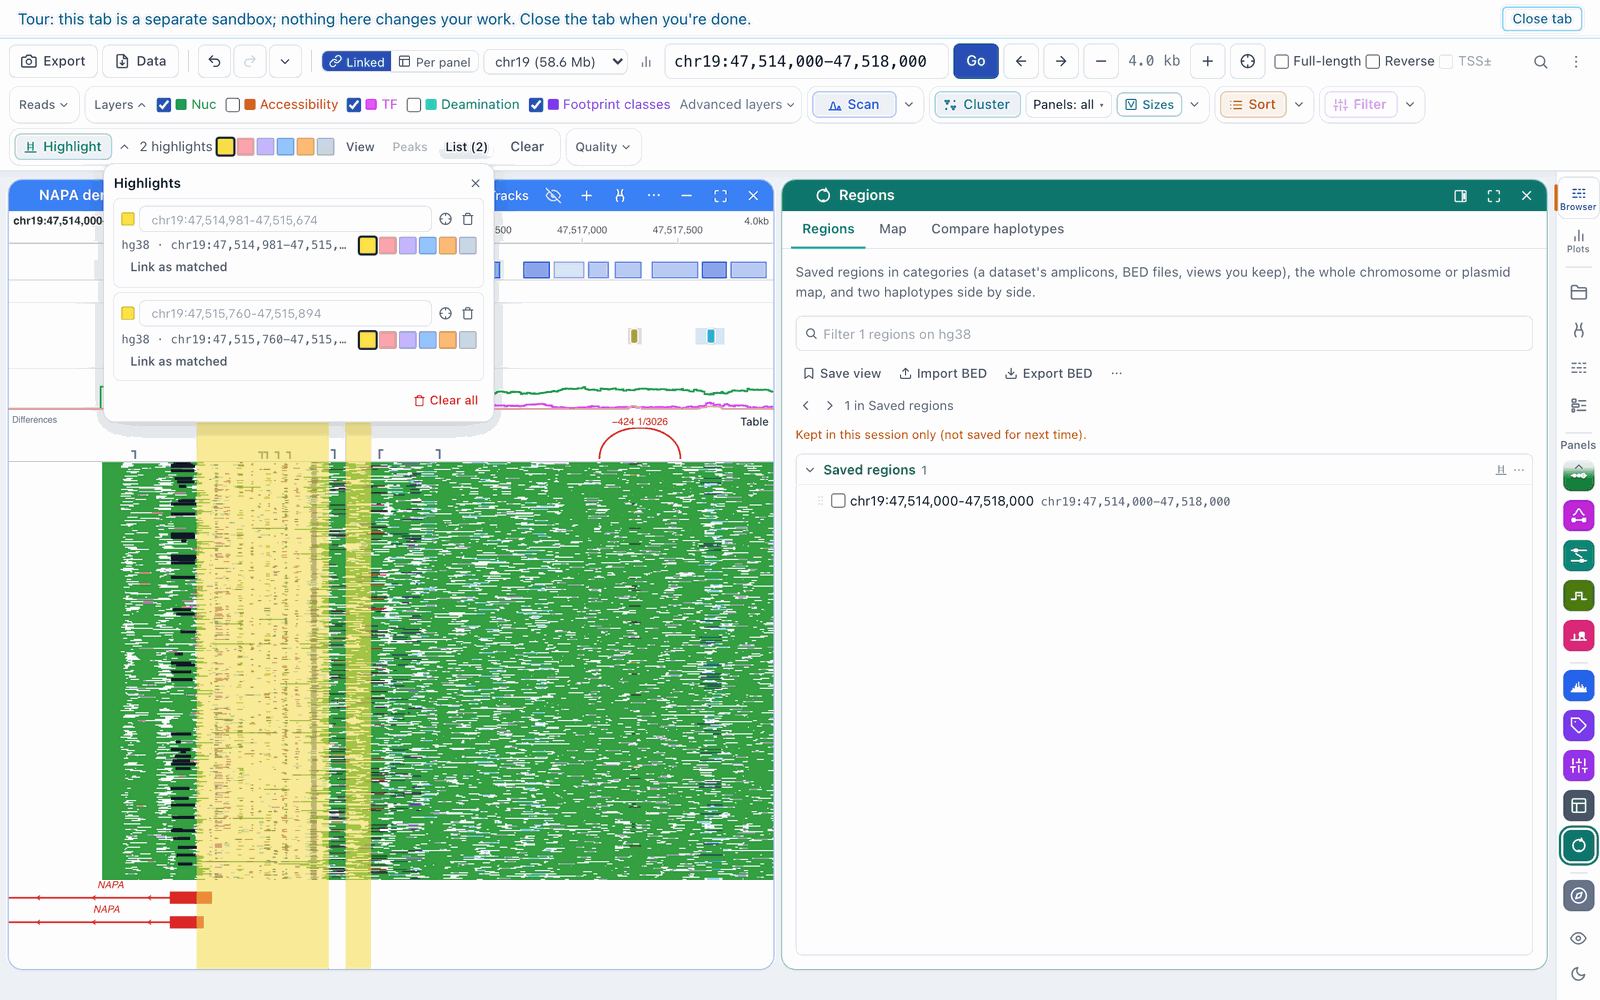 Tour: this tab is a separate sandbox; nothing here changes your work. Close the tab when you're done.
Close tab
Export
Data
Linked
Per panel
chr19 (58.6 Mb)
chr19:47,514,000–47,518,000
Go
4.0 kb
Full-length
Reverse
TSS±
Reads
Layers
Nuc
Accessibility
TF
Deamination
Footprint classes
Advanced layers
Scan
Cluster
Panels: all
Sizes
Sort
Filter
Highlight
2 highlights
View
Peaks
List (2)
Clear
Quality
NAPA der
Tracks
chr19:47,514,000-
500
47,517,000
47,517,500
4.0kb
Highlights
chr19:47,514,981-47,515,674
hg38 · chr19:47,514,981–47,515,…
Link as matched
chr19:47,515,760-47,515,894
hg38 · chr19:47,515,760–47,515,…
Link as matched
Clear all
Differences
−424 1/3026
Table
NAPA
NAPA
Regions
Regions
Map
Compare haplotypes
Saved regions in categories (a dataset's amplicons, BED files, views you keep), the whole chromosome or plasmid
map, and two haplotypes side by side.
Filter 1 regions on hg38
Save view
Import BED
Export BED
1 in Saved regions
Kept in this session only (not saved for next time).
Saved regions 1
chr19:47,514,000-47,518,000 chr19:47,514,000–47,518,000
Browser
Plots
Panels